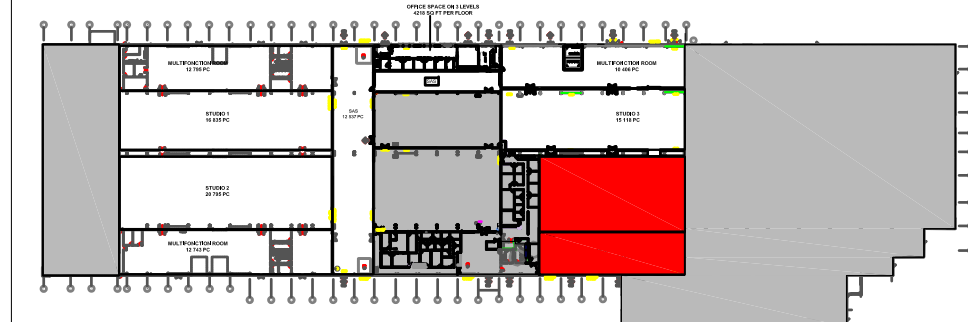 OFFICE SPACE ON 3 LEVELS
4218 SQ FT PER FLOOR
MULTIFONCTION ROOM
12 795 PC
MULTIFONCTION ROOM
10 406 PC
STUDIO 1
16 835 PC
SAS
12 537 PC
STUDIO 3
15 118 PC
STUDIO 2
20 795 PC
MULTIFONCTION ROOM
12 743 PC